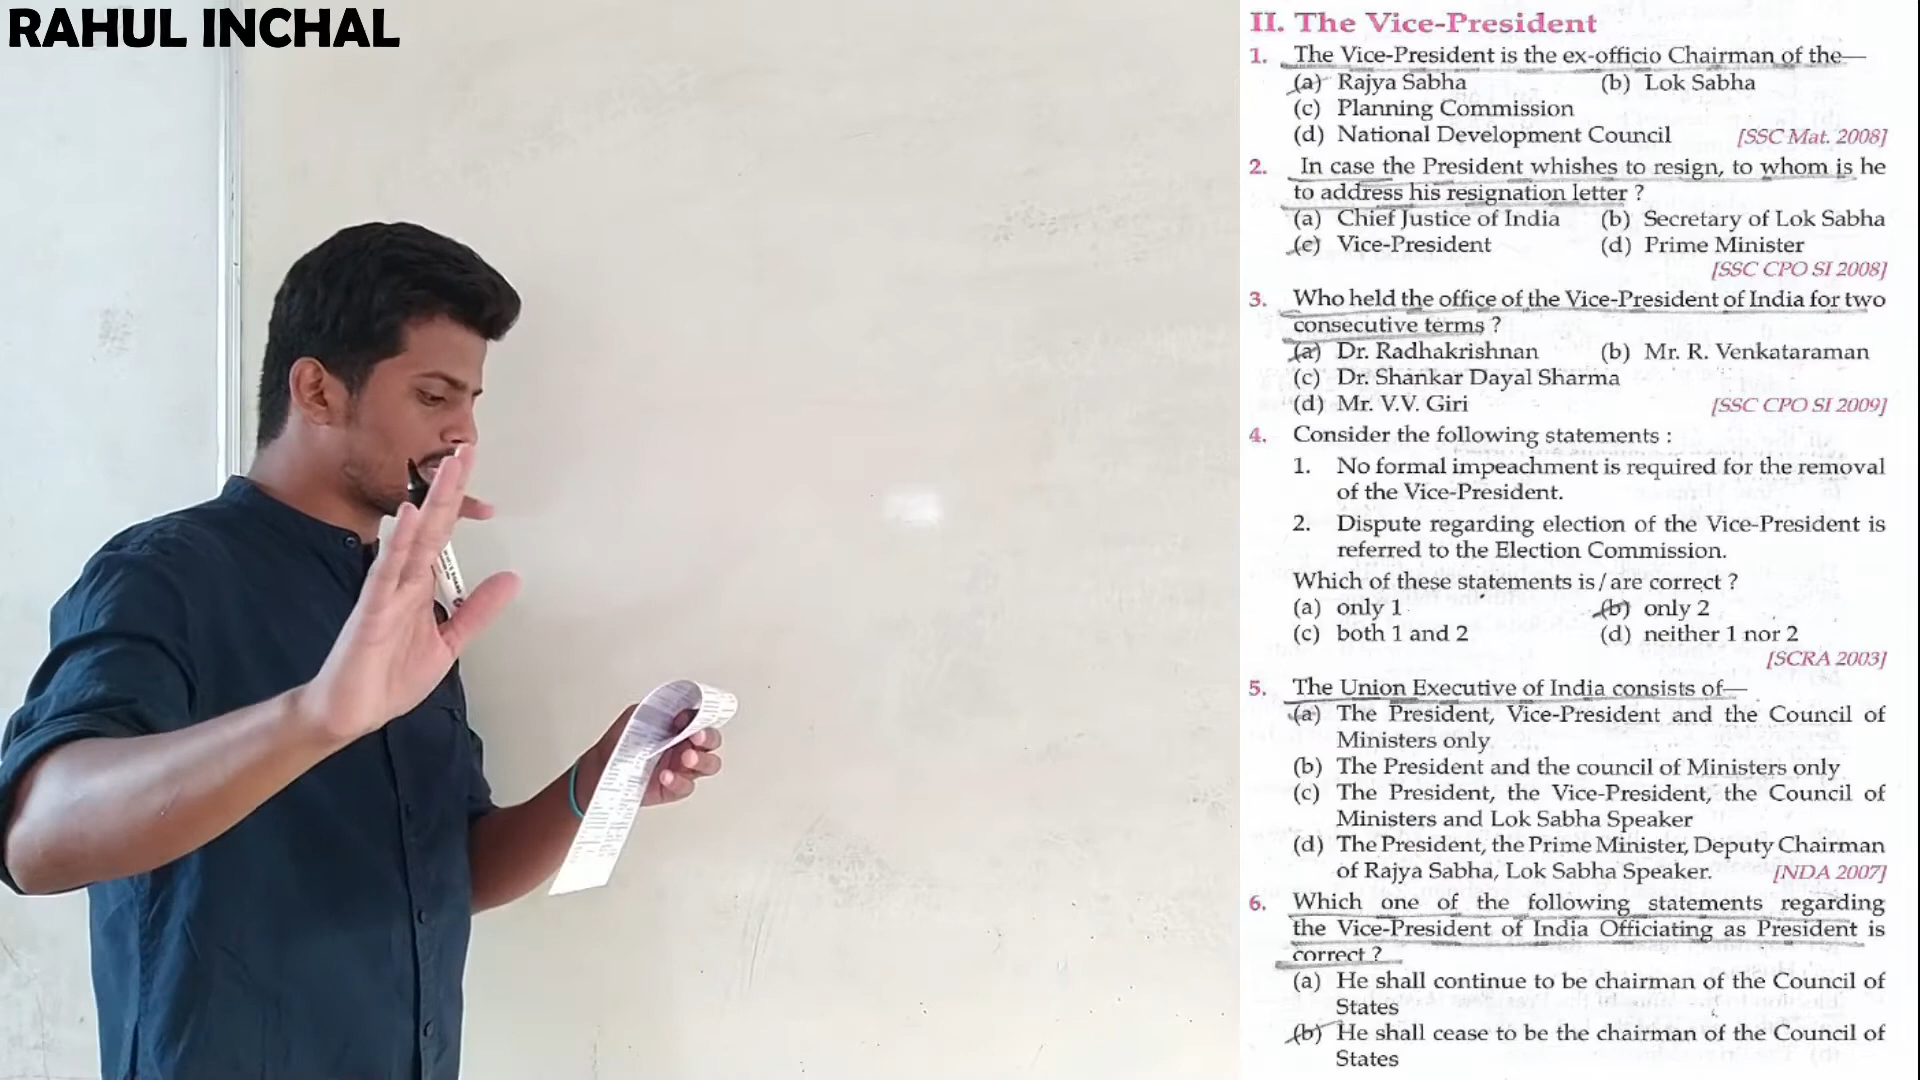 RAHUL INCHAL
II. The Vice-President
1. The Vice-President is the ex-officio Chairman of the—
(a) Rajya Sabha (b) Lok Sabha
(c) Planning Commission
(d) National Development Council [SSC Mat. 2008]
2. In case the President whishes to resign, to whom is he
to address his resignation letter ?
(a) Chief Justice of India (b) Secretary of Lok Sabha
(c) Vice-President (d) Prime Minister
[SSC CPO SI 2008]
3. Who held the office of the Vice-President of India for two
consecutive terms ?
(a) Dr. Radhakrishnan (b) Mr. R. Venkataraman
(c) Dr. Shankar Dayal Sharma
(d) Mr. V.V. Giri [SSC CPO SI 2009]
4. Consider the following statements :
1. No formal impeachment is required for the removal
of the Vice-President.
2. Dispute regarding election of the Vice-President is
referred to the Election Commission.
Which of these statements is/are correct ?
(a) only 1 (b) only 2
(c) both 1 and 2 (d) neither 1 nor 2
[SCRA 2003]
5. The Union Executive of India consists of—
(a) The President, Vice-President and the Council of
Ministers only
(b) The President and the council of Ministers only
(c) The President, the Vice-President, the Council of
Ministers and Lok Sabha Speaker
(d) The President, the Prime Minister, Deputy Chairman
of Rajya Sabha, Lok Sabha Speaker. [NDA 2007]
6. Which one of the following statements regarding
the Vice-President of India Officiating as President is
correct ?
(a) He shall continue to be chairman of the Council of
States
(b) He shall cease to be the chairman of the Council of
States